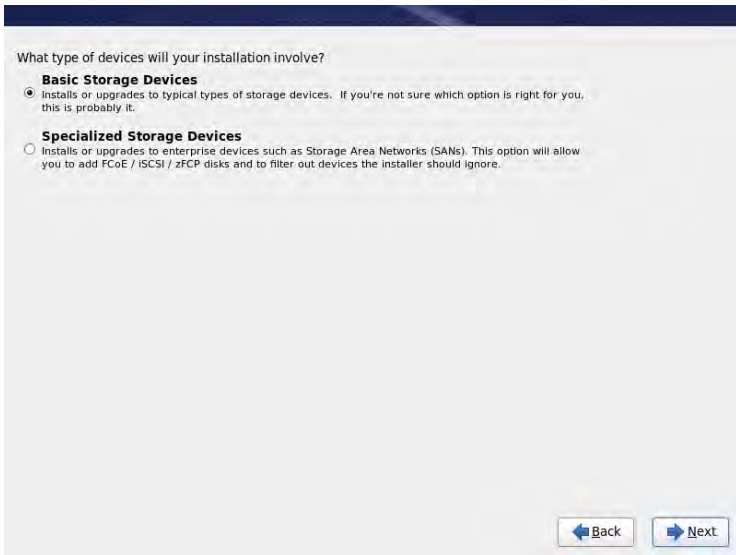 What type of devices will your installation involve?
Basic Storage Devices
Installs or upgrades to typical types of storage devices.  If you're not sure which option is right for you,
this is probably it.
Specialized Storage Devices
Installs or upgrades to enterprise devices such as Storage Area Networks (SANs). This option will allow
you to add FCoE / iSCSI / zFCP disks and to filter out devices the installer should ignore.
Back
Next